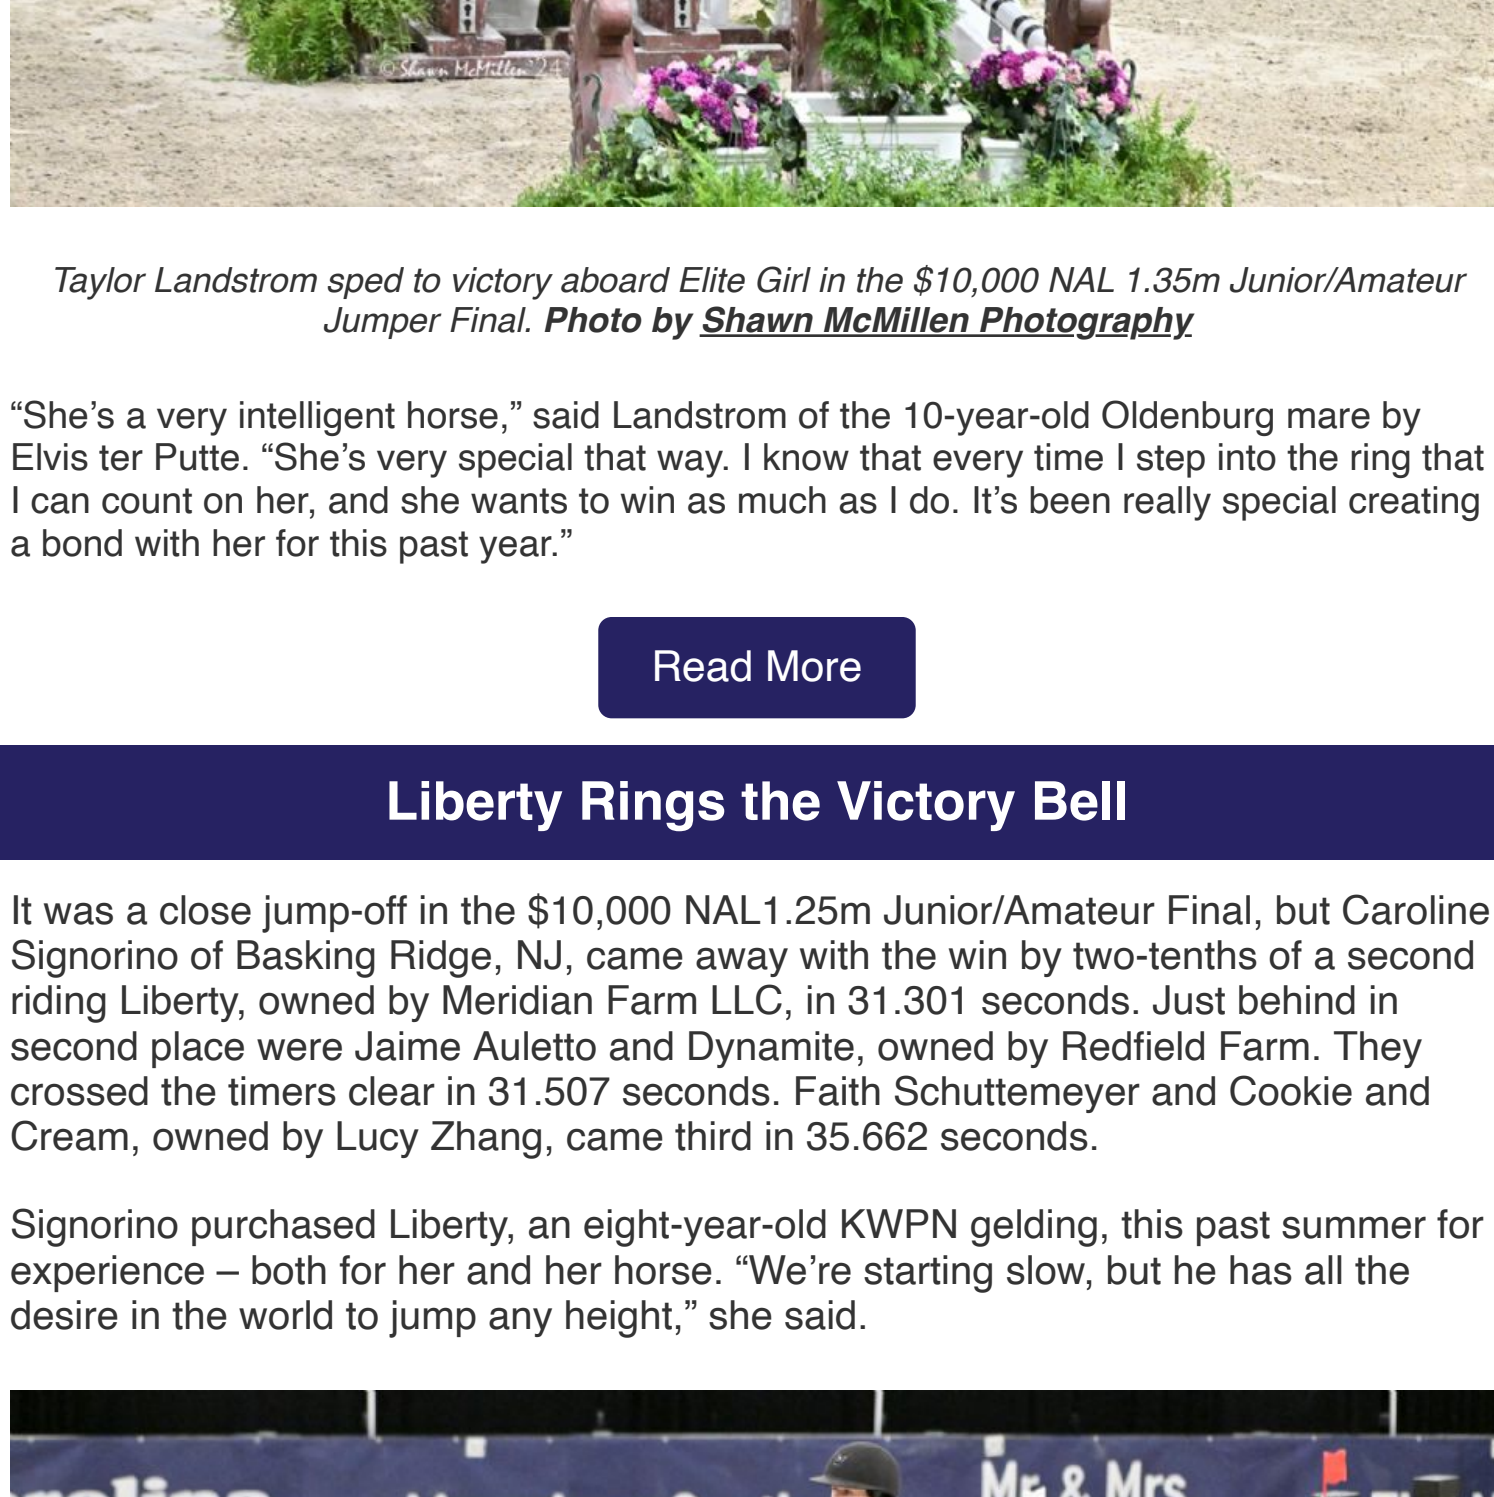 © Shawn McMillen '24
Taylor Landstrom sped to victory aboard Elite Girl in the $10,000 NAL 1.35m Junior/Amateur
Jumper Final. Photo by Shawn McMillen Photography
“She’s a very intelligent horse,” said Landstrom of the 10-year-old Oldenburg mare by
Elvis ter Putte. “She’s very special that way. I know that every time I step into the ring that
I can count on her, and she wants to win as much as I do. It’s been really special creating
a bond with her for this past year.”
Read More
Liberty Rings the Victory Bell
It was a close jump-off in the $10,000 NAL1.25m Junior/Amateur Final, but Caroline
Signorino of Basking Ridge, NJ, came away with the win by two-tenths of a second
riding Liberty, owned by Meridian Farm LLC, in 31.301 seconds. Just behind in
second place were Jaime Auletto and Dynamite, owned by Redfield Farm. They
crossed the timers clear in 31.507 seconds. Faith Schuttemeyer and Cookie and
Cream, owned by Lucy Zhang, came third in 35.662 seconds.
Signorino purchased Liberty, an eight-year-old KWPN gelding, this past summer for
experience – both for her and her horse. “We’re starting slow, but he has all the
desire in the world to jump any height,” she said.
Mr. & Mrs